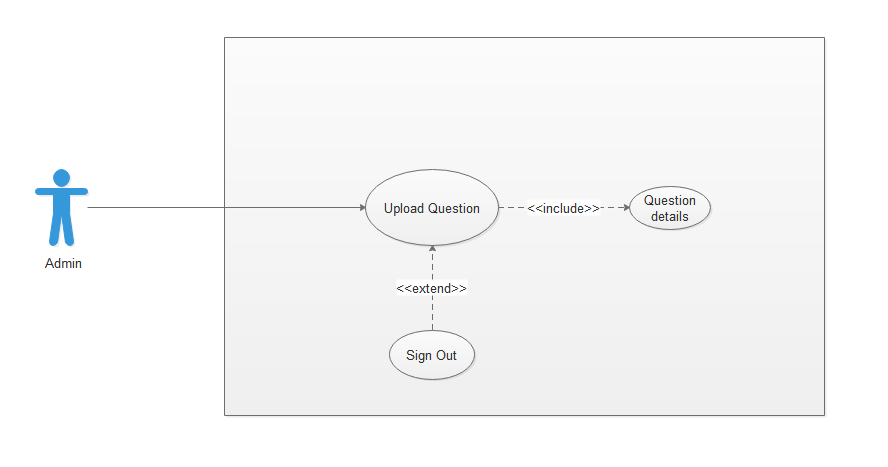 Admin
Upload Question
<<include>>
Question
details
<<extend>>
Sign Out